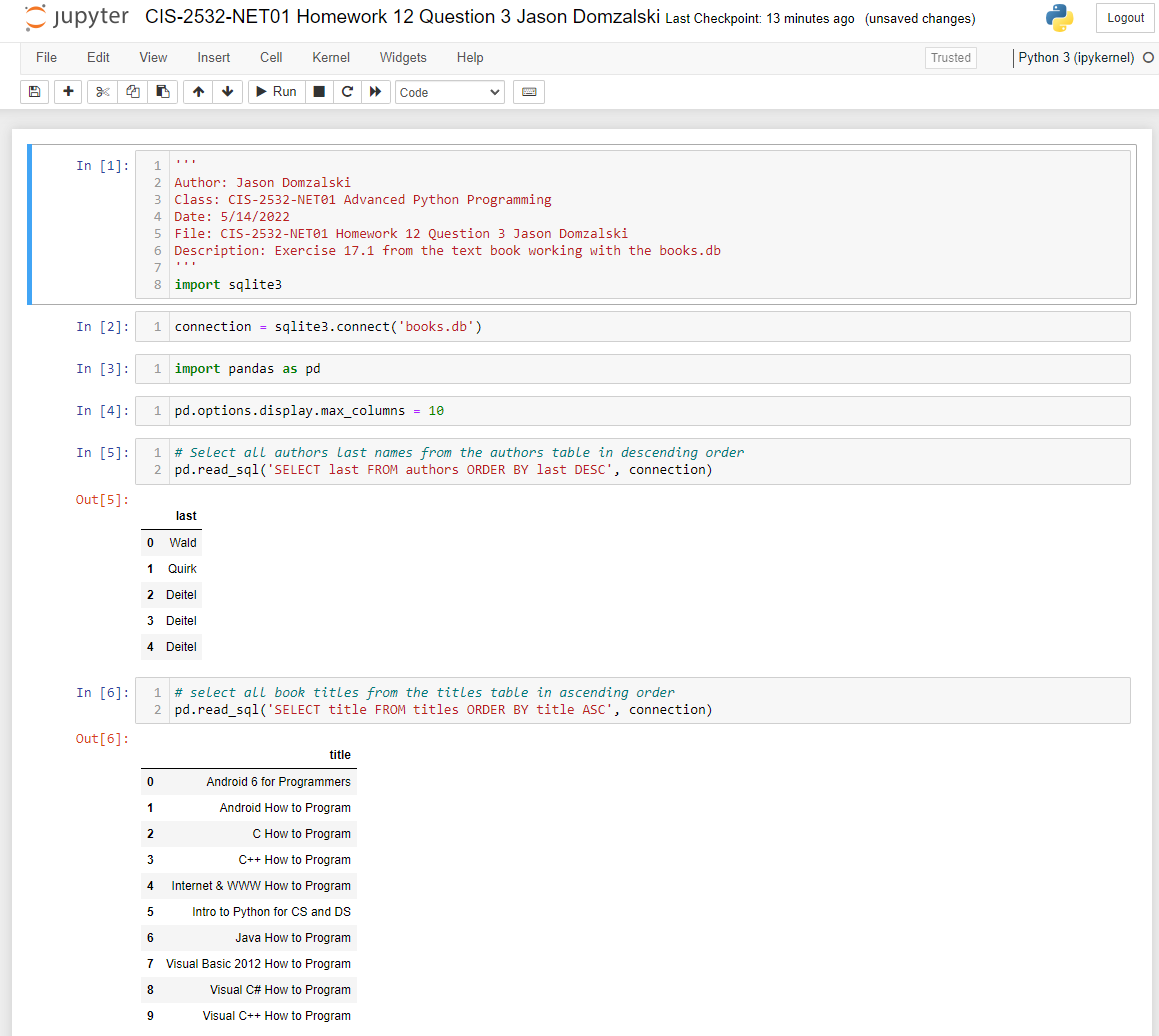 jupyter CIS-2532-NET01 Homework 12 Question 3 Jason Domzalski Last Checkpoint: 13 minutes ago (unsaved changes) Logout
File Edit View Insert Cell Kernel Widgets Help Trusted Python 3 (ipykernel)
Run Code
In [1]: 1 '''
2 Author: Jason Domzalski
3 Class: CIS-2532-NET01 Advanced Python Programming
4 Date: 5/14/2022
5 File: CIS-2532-NET01 Homework 12 Question 3 Jason Domzalski
6 Description: Exercise 17.1 from the text book working with the books.db
7 '''
8 import sqlite3
In [2]: 1 connection = sqlite3.connect('books.db')
In [3]: 1 import pandas as pd
In [4]: 1 pd.options.display.max_columns = 10
In [5]: 1 # Select all authors last names from the authors table in descending order
2 pd.read_sql('SELECT last FROM authors ORDER BY last DESC', connection)
Out[5]:
last
0 Wald
1 Quirk
2 Deitel
3 Deitel
4 Deitel
In [6]: 1 # select all book titles from the titles table in ascending order
2 pd.read_sql('SELECT title FROM titles ORDER BY title ASC', connection)
Out[6]:
title
0 Android 6 for Programmers
1 Android How to Program
2 C How to Program
3 C++ How to Program
4 Internet & WWW How to Program
5 Intro to Python for CS and DS
6 Java How to Program
7 Visual Basic 2012 How to Program
8 Visual C# How to Program
9 Visual C++ How to Program